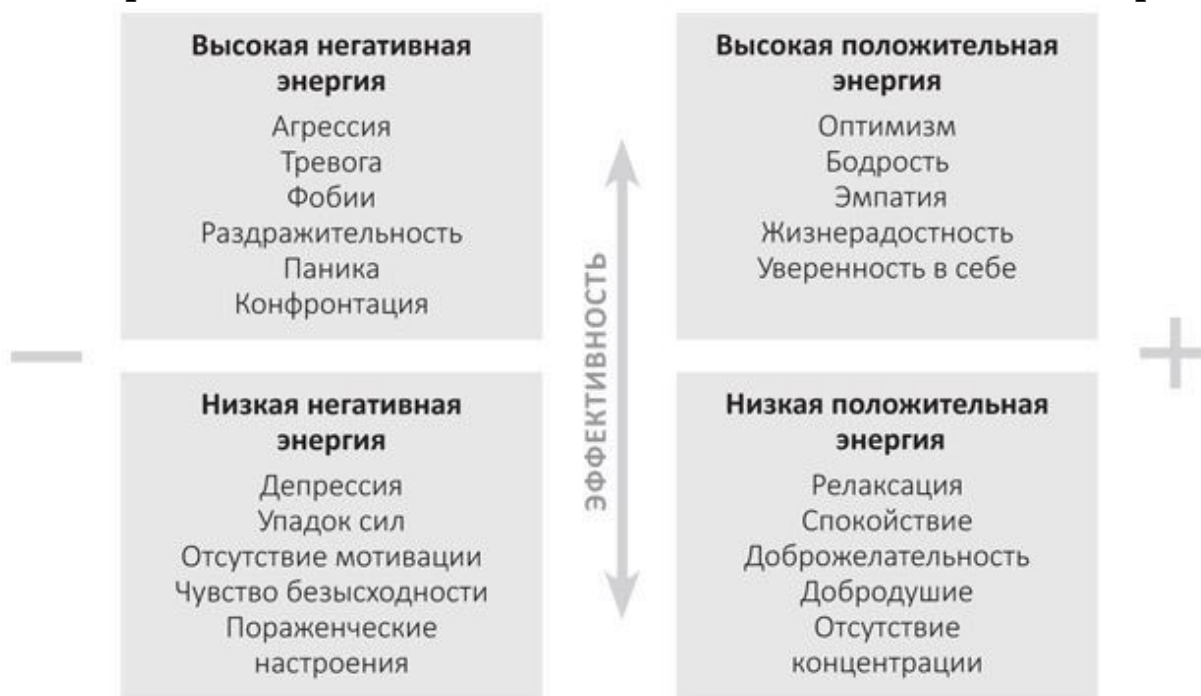 Высокая негативная
энергия
Агрессия
Тревога
Фобии
Раздражительность
Паника
Конфронтация
Высокая положительная
энергия
Оптимизм
Бодрость
Эмпатия
Жизнерадостность
Уверенность в себе
ЭФФЕКТИВНОСТЬ
Низкая негативная
энергия
Депрессия
Упадок сил
Отсутствие мотивации
Чувство безысходности
Пораженческие
настроения
Низкая положительная
энергия
Релаксация
Спокойствие
Доброжелательность
Добродушие
Отсутствие
концентрации